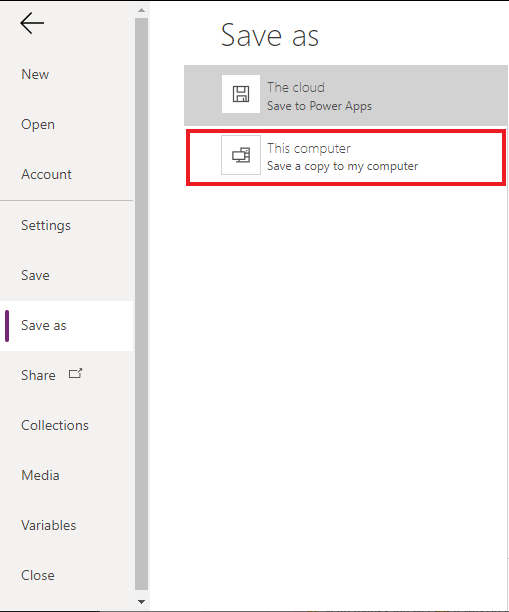 Save as
New
Open
Account
Settings
Save
Save as
Share
Collections
Media
Variables
Close
The cloud
Save to Power Apps
This computer
Save a copy to my computer